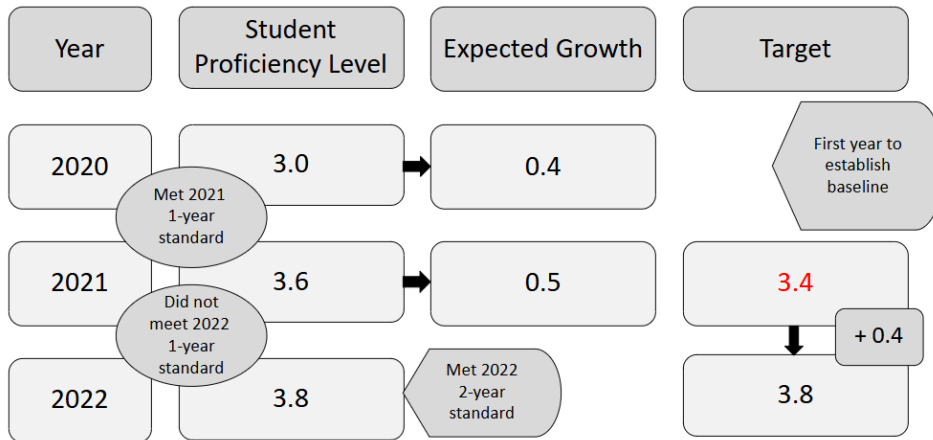 Year
Student
Proficiency Level
Expected Growth
Target
2020
3.0
0.4
First year to
establish
baseline
Met 2021
1-year
standard
2021
3.6
0.5
3.4
Did not
meet 2022
1-year
standard
+ 0.4
2022
3.8
Met 2022
2-year
standard
3.8